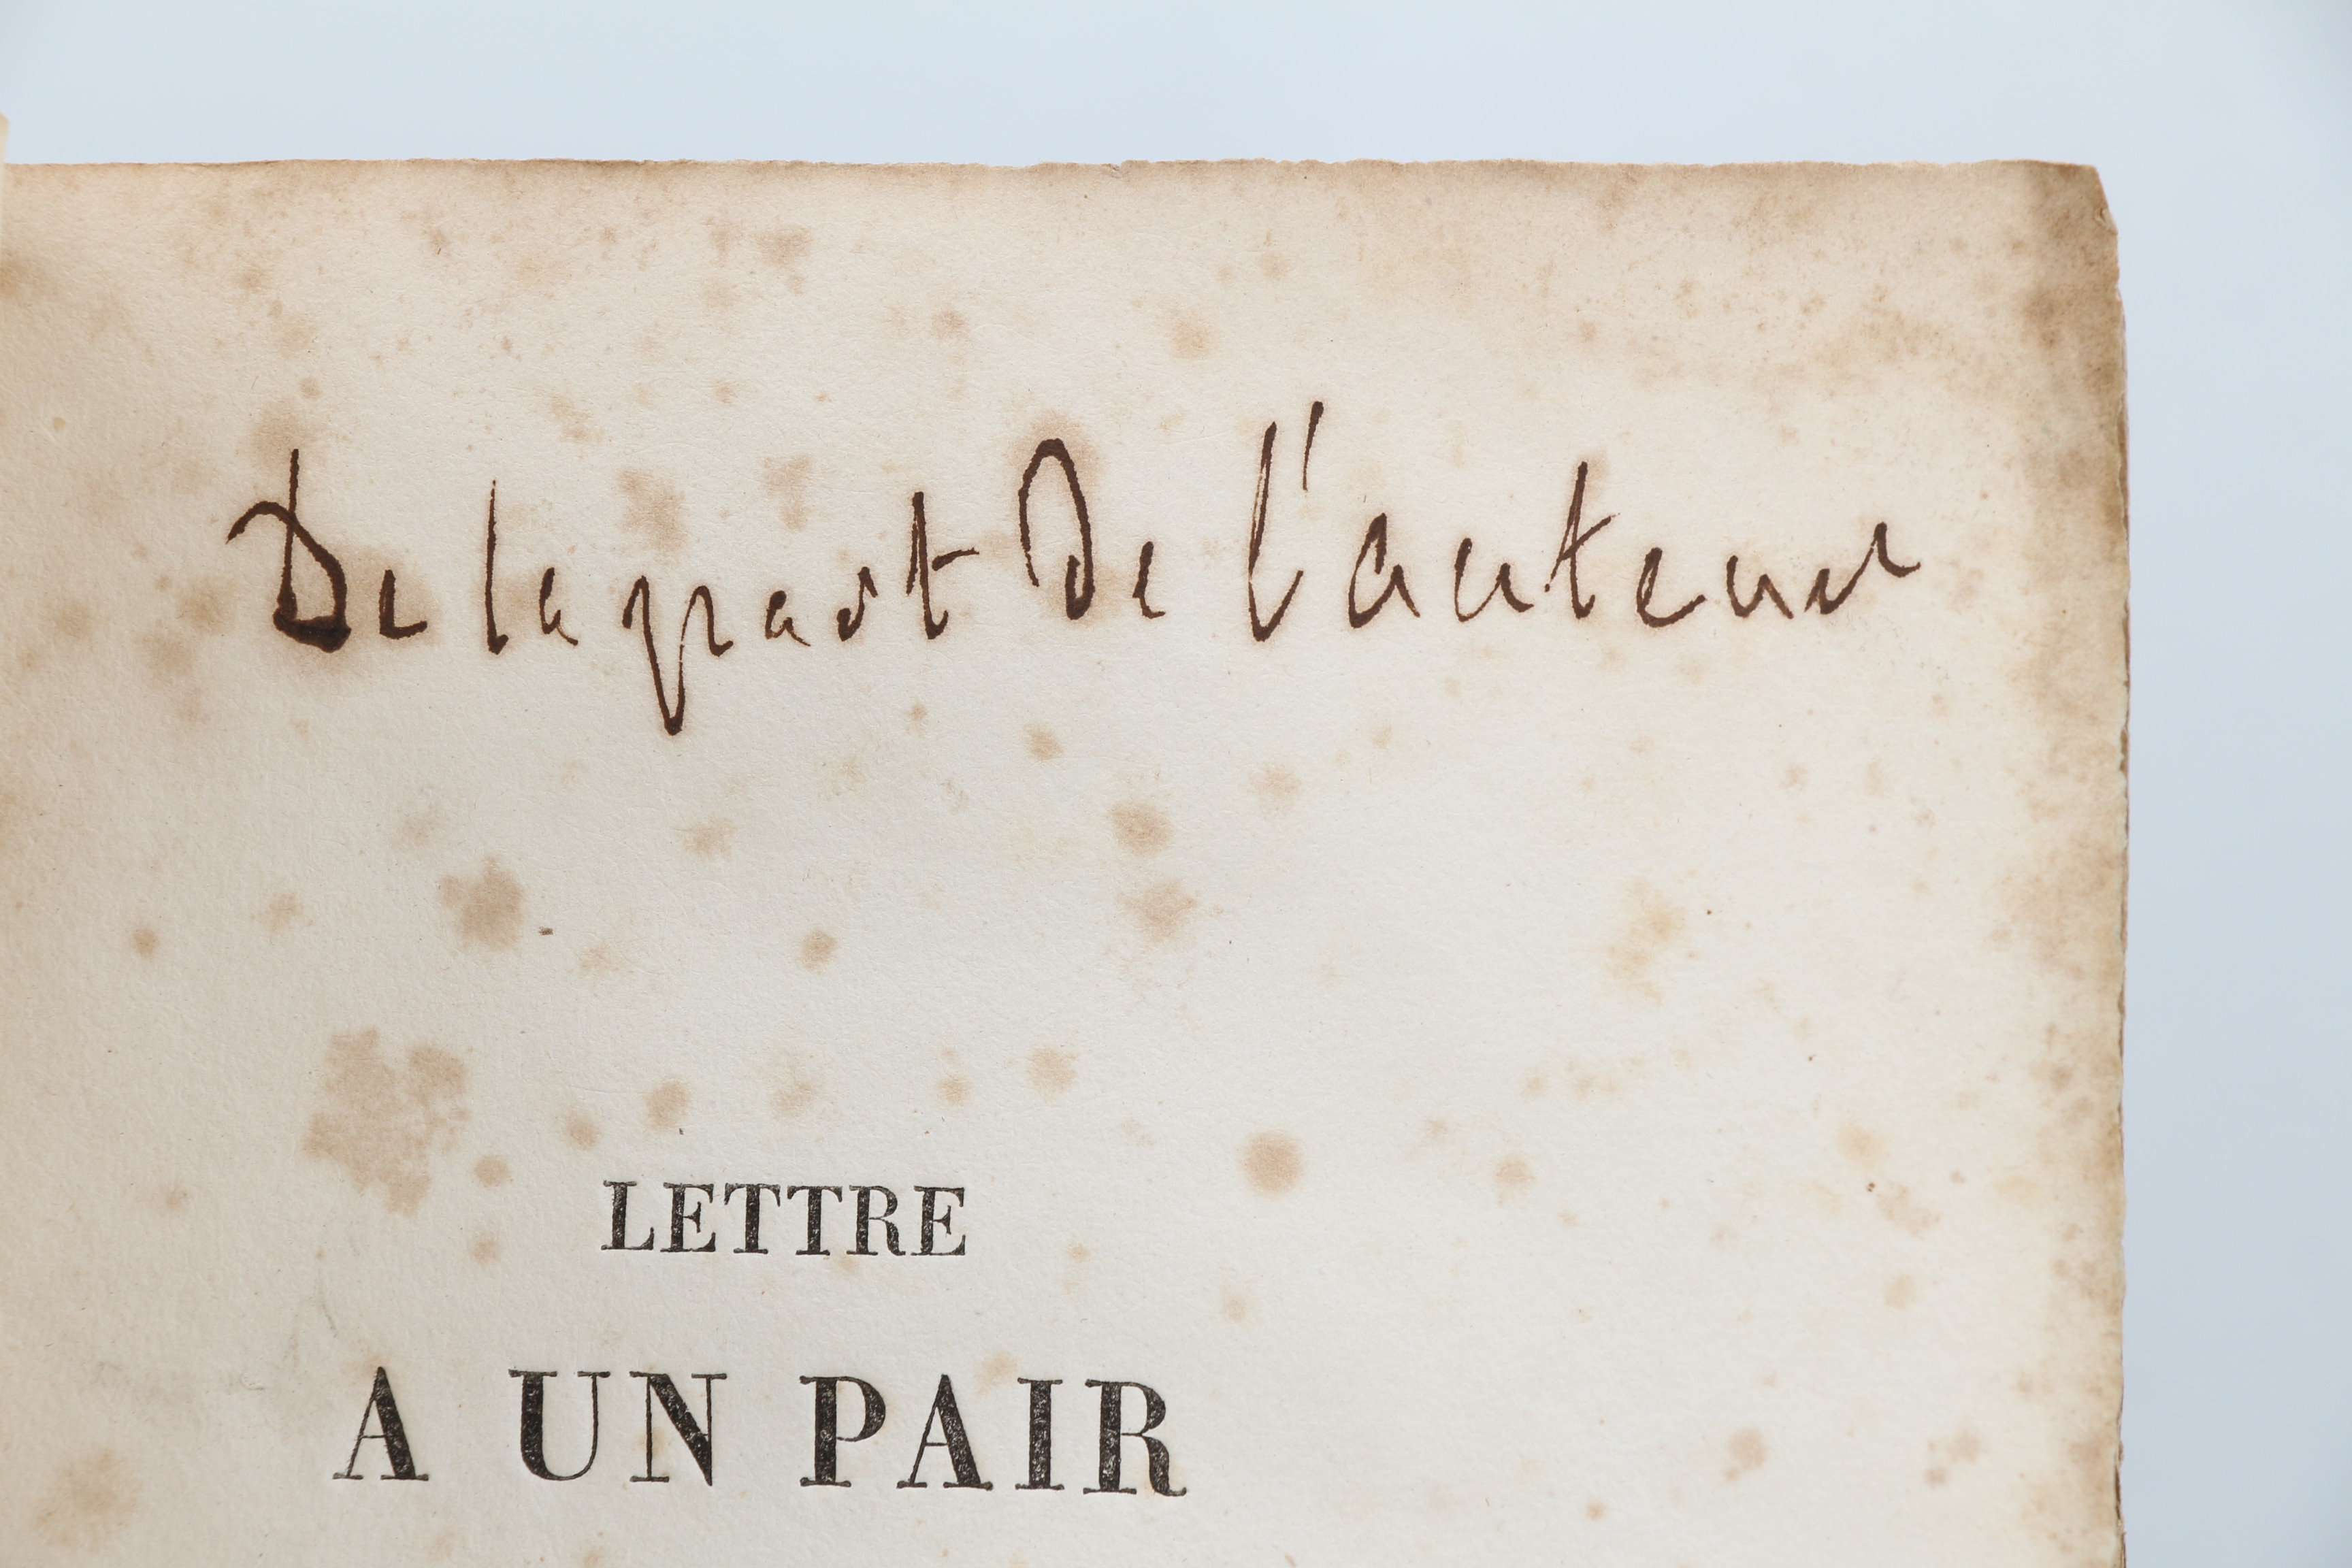 De la part de l'auteur
LETTRE
A UN PAIR